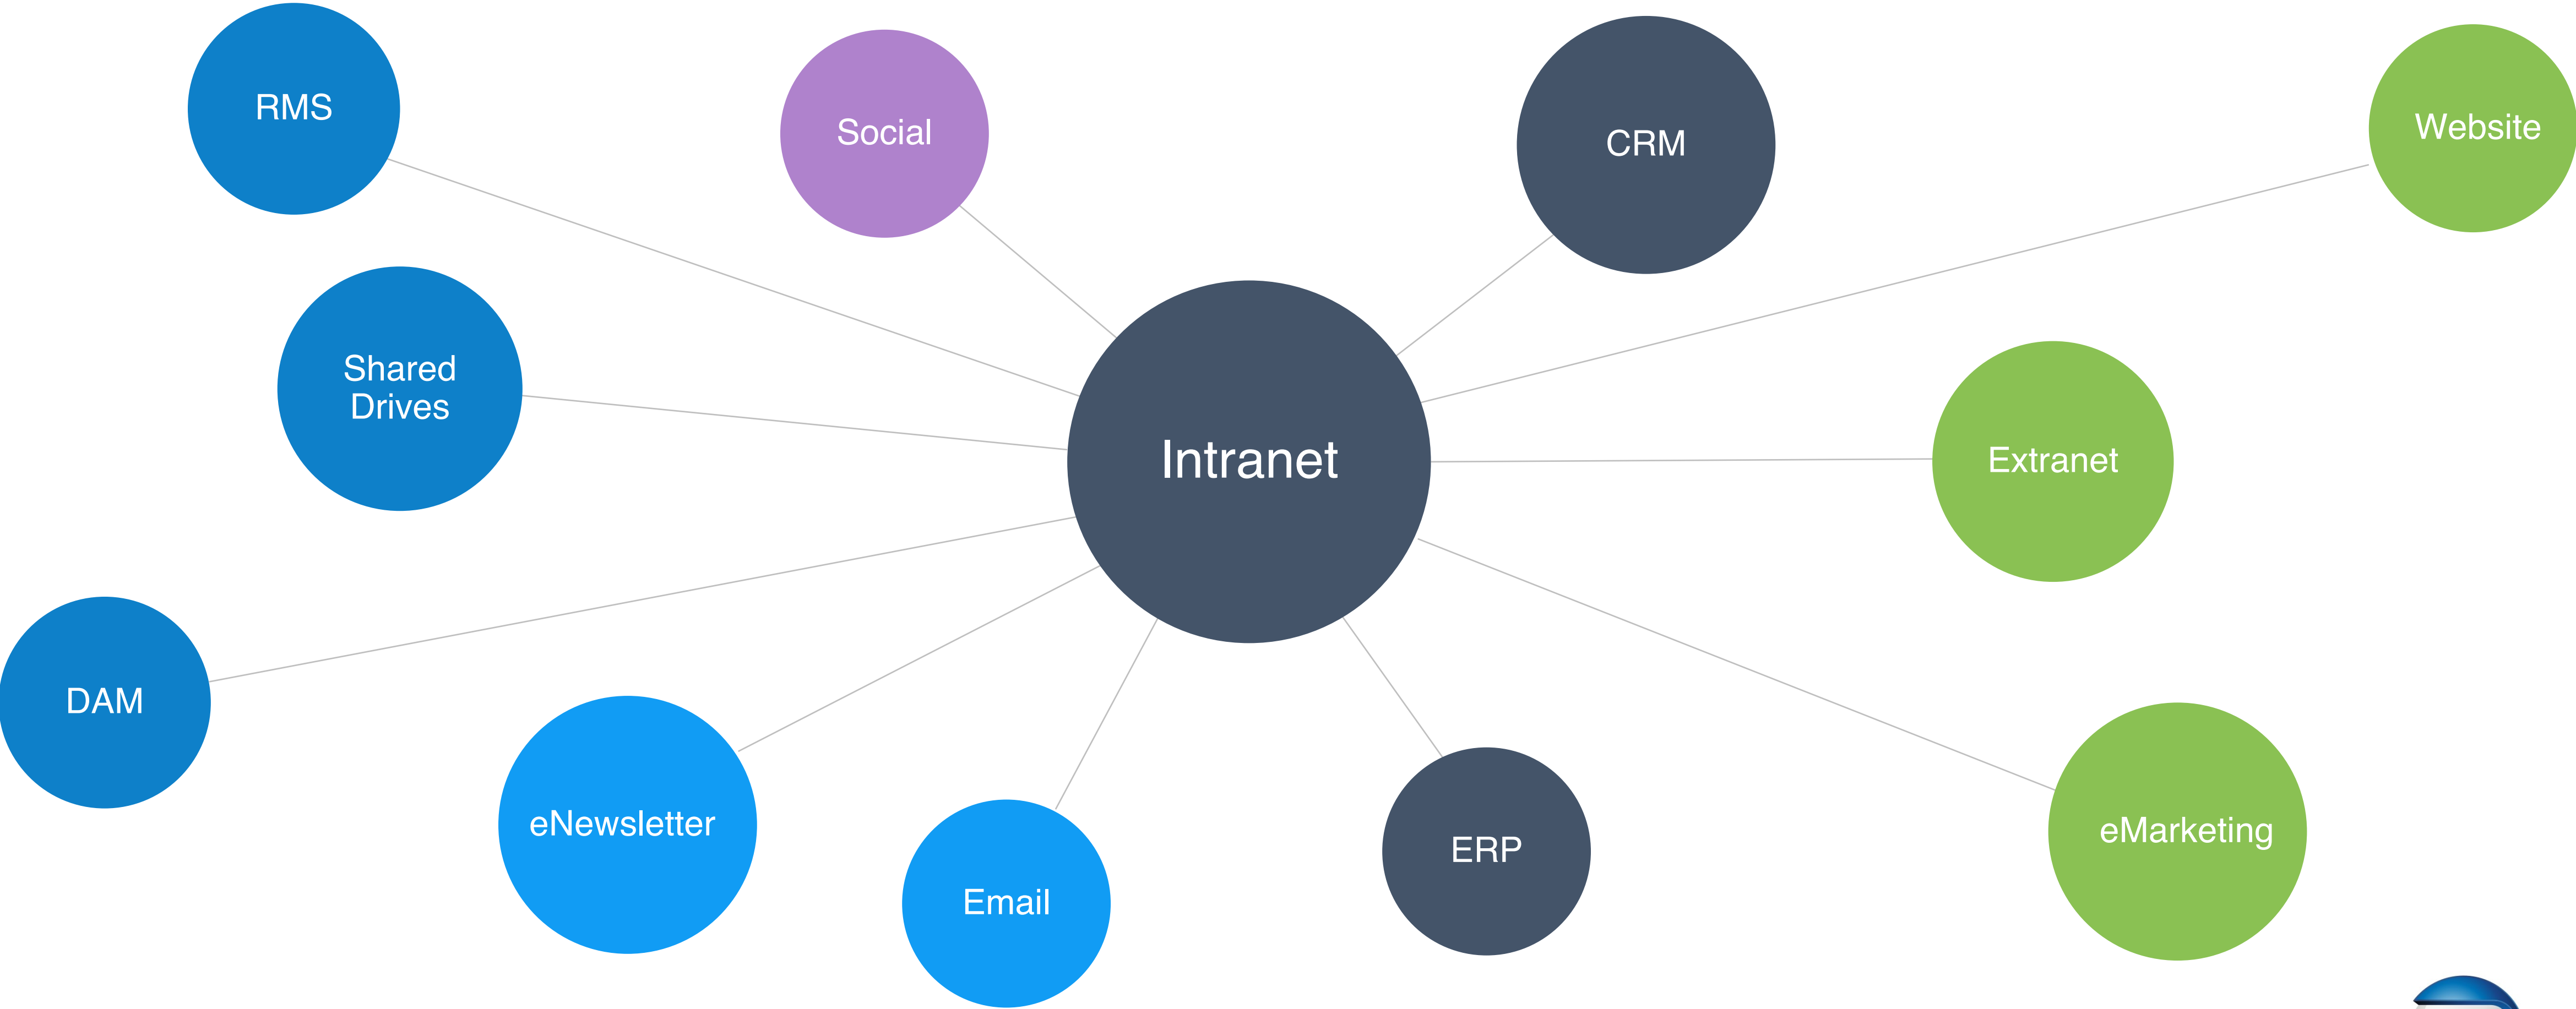 RMS
Social
CRM
Website
Shared
Drives
Intranet
Extranet
DAM
eNewsletter
Email
ERP
eMarketing